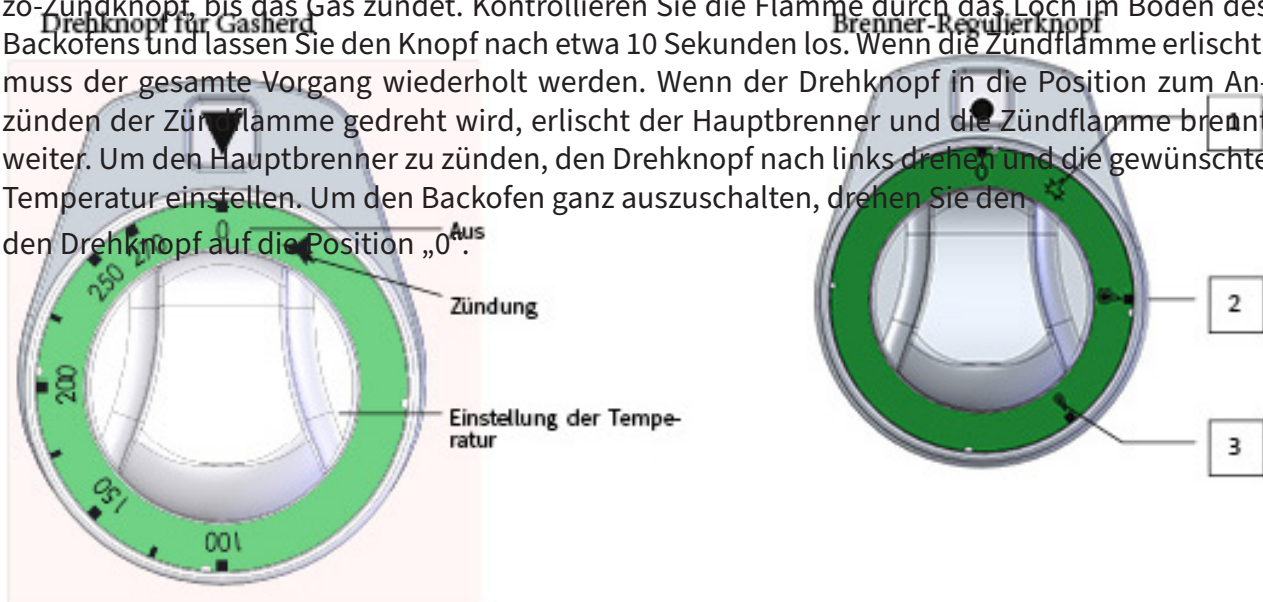 zo-Zündknopf, bis das Gas zündet. Kontrollieren Sie die Flamme durch das Loch im Boden des
Drehknopf für Gasherd
Brenner-Regulierknopf
Backofens und lassen Sie den Knopf nach etwa 10 Sekunden los. Wenn die Zündflamme erlischt
muss der gesamte Vorgang wiederholt werden. Wenn der Drehknopf in die Position zum An-
zünden der Zündflamme gedreht wird, erlischt der Hauptbrenner und die Zündflamme brennt
1
weiter. Um den Hauptbrenner zu zünden, den Drehknopf nach links drehen und die gewünschte
Temperatur einstellen. Um den Backofen ganz auszuschalten, drehen Sie den
den Drehknopf auf die Position „0“.
0
270
250
200
150
100
Aus
Zündung
Einstellung der Tempe-
ratur
0
2
3